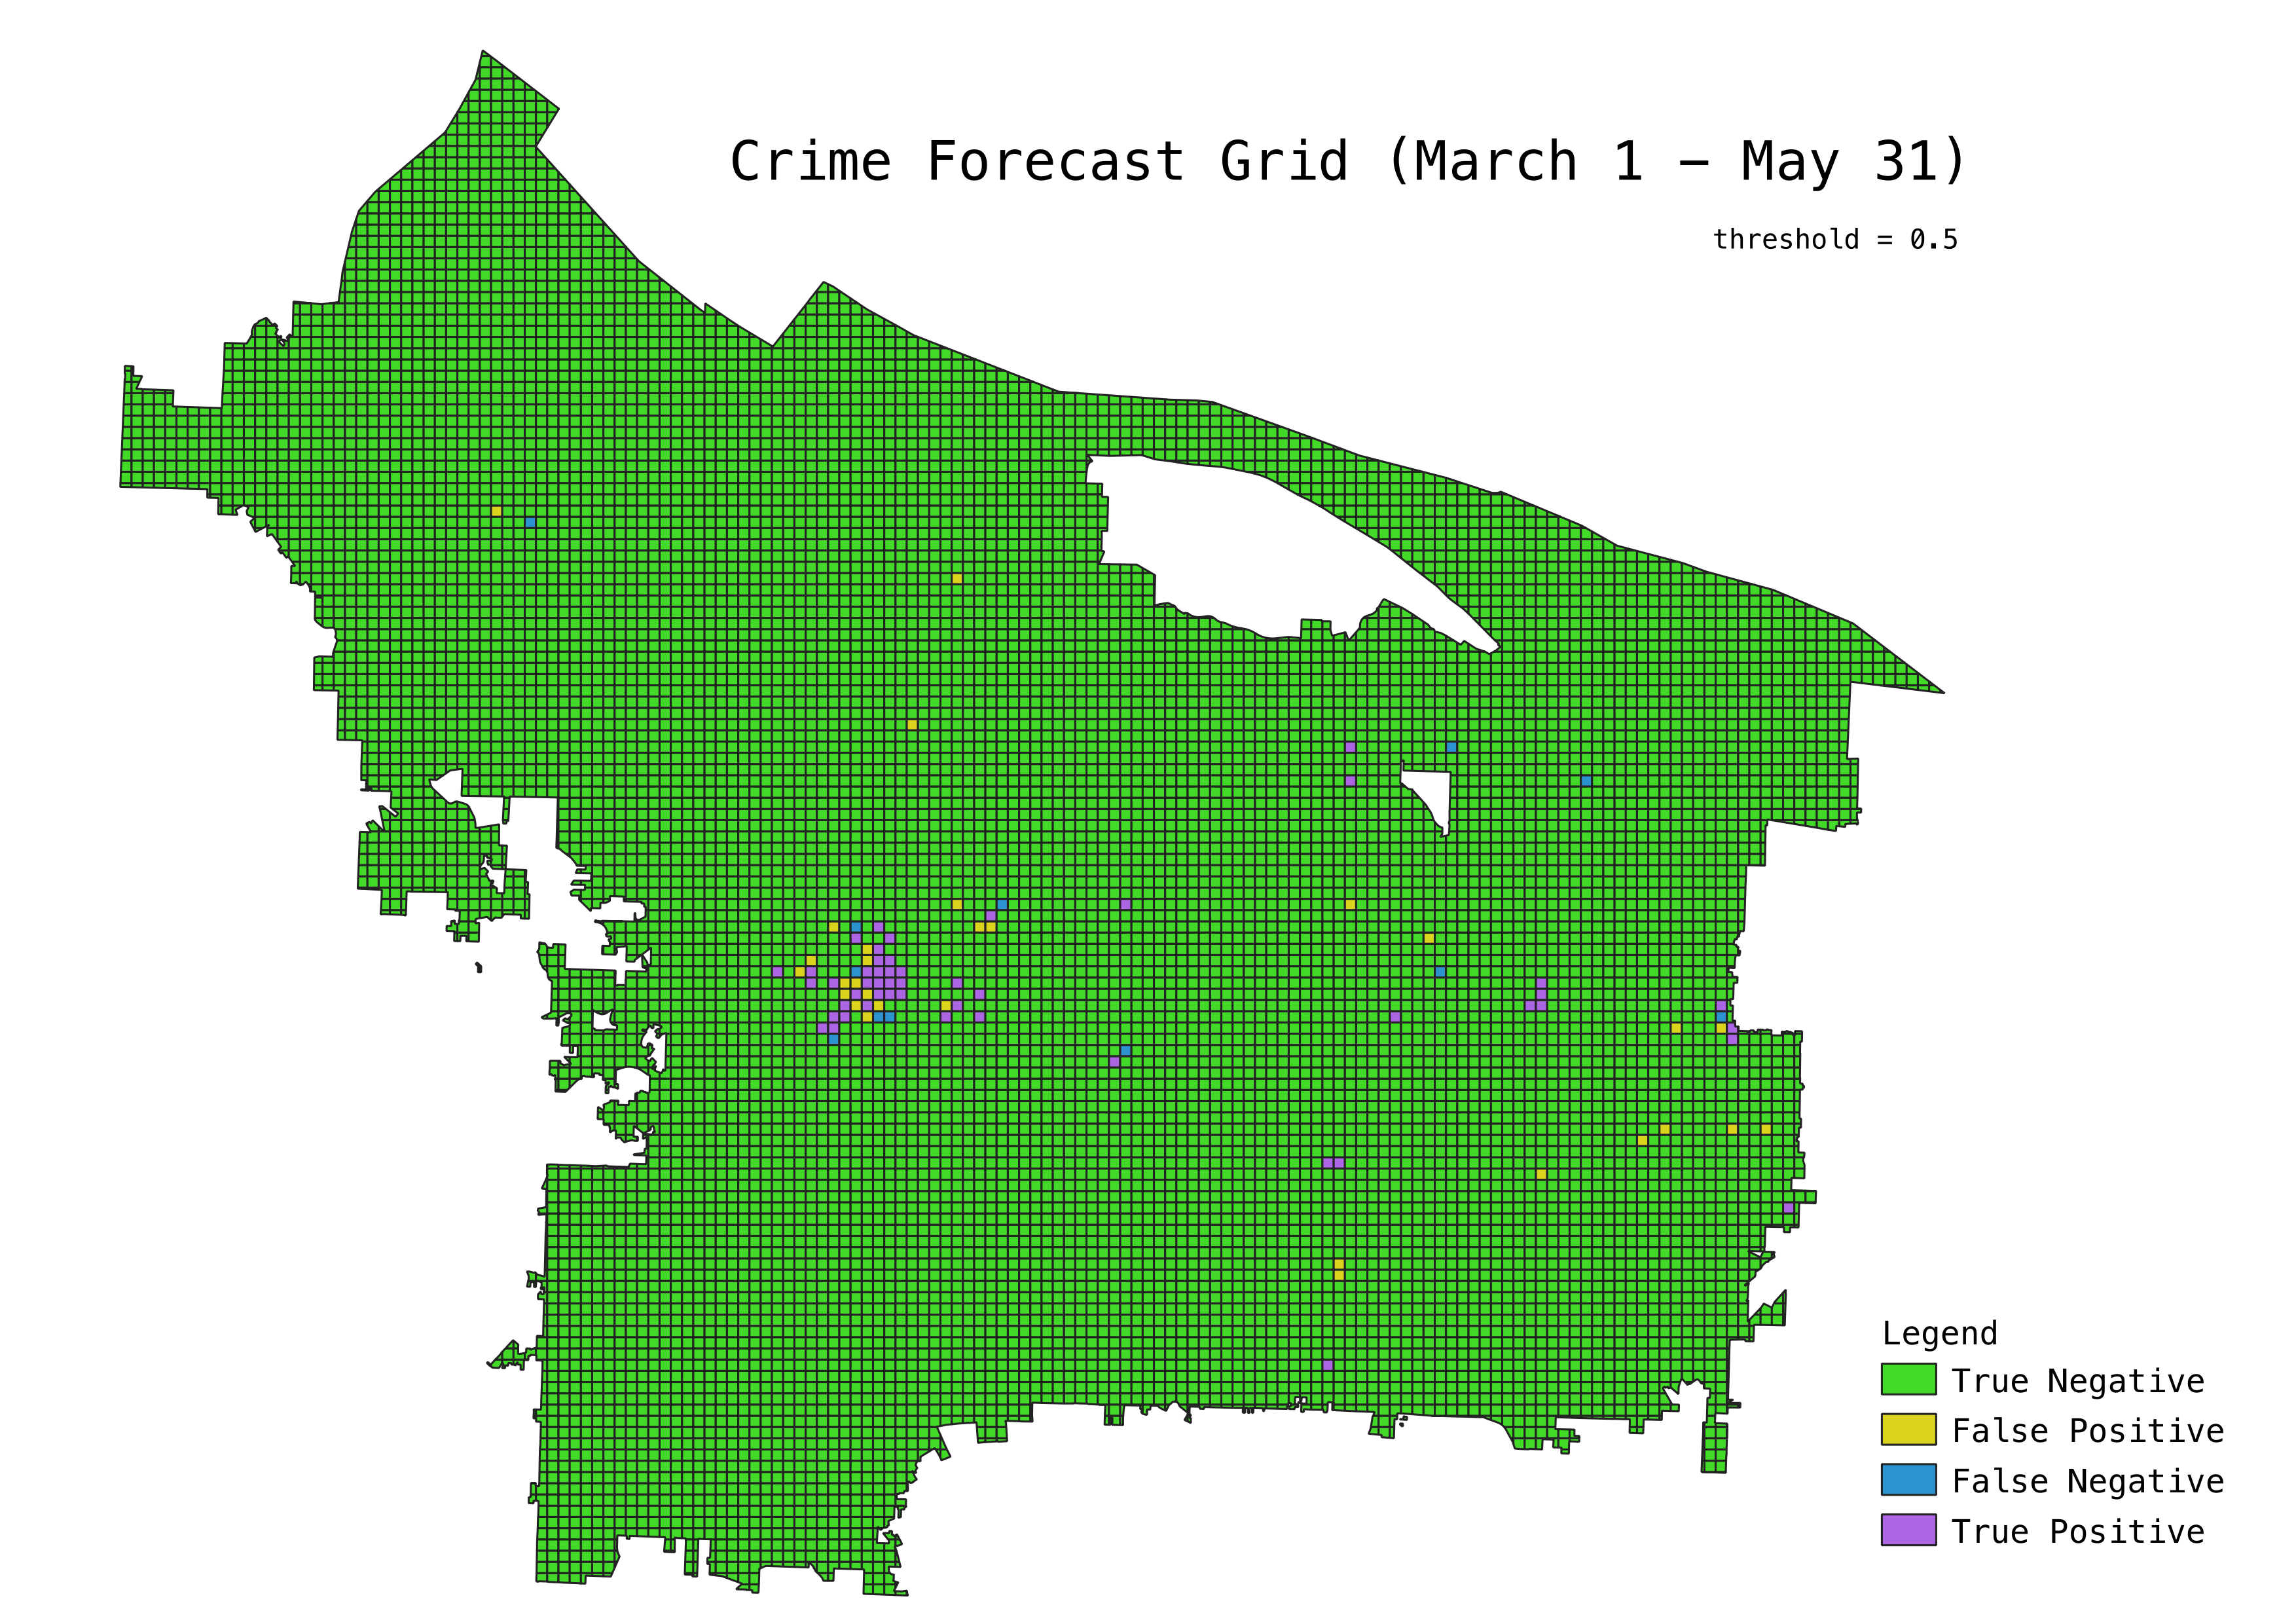 Crime Forecast Grid (March 1 – May 31)
threshold = 0.5
Legend
True Negative
False Positive
False Negative
True Positive